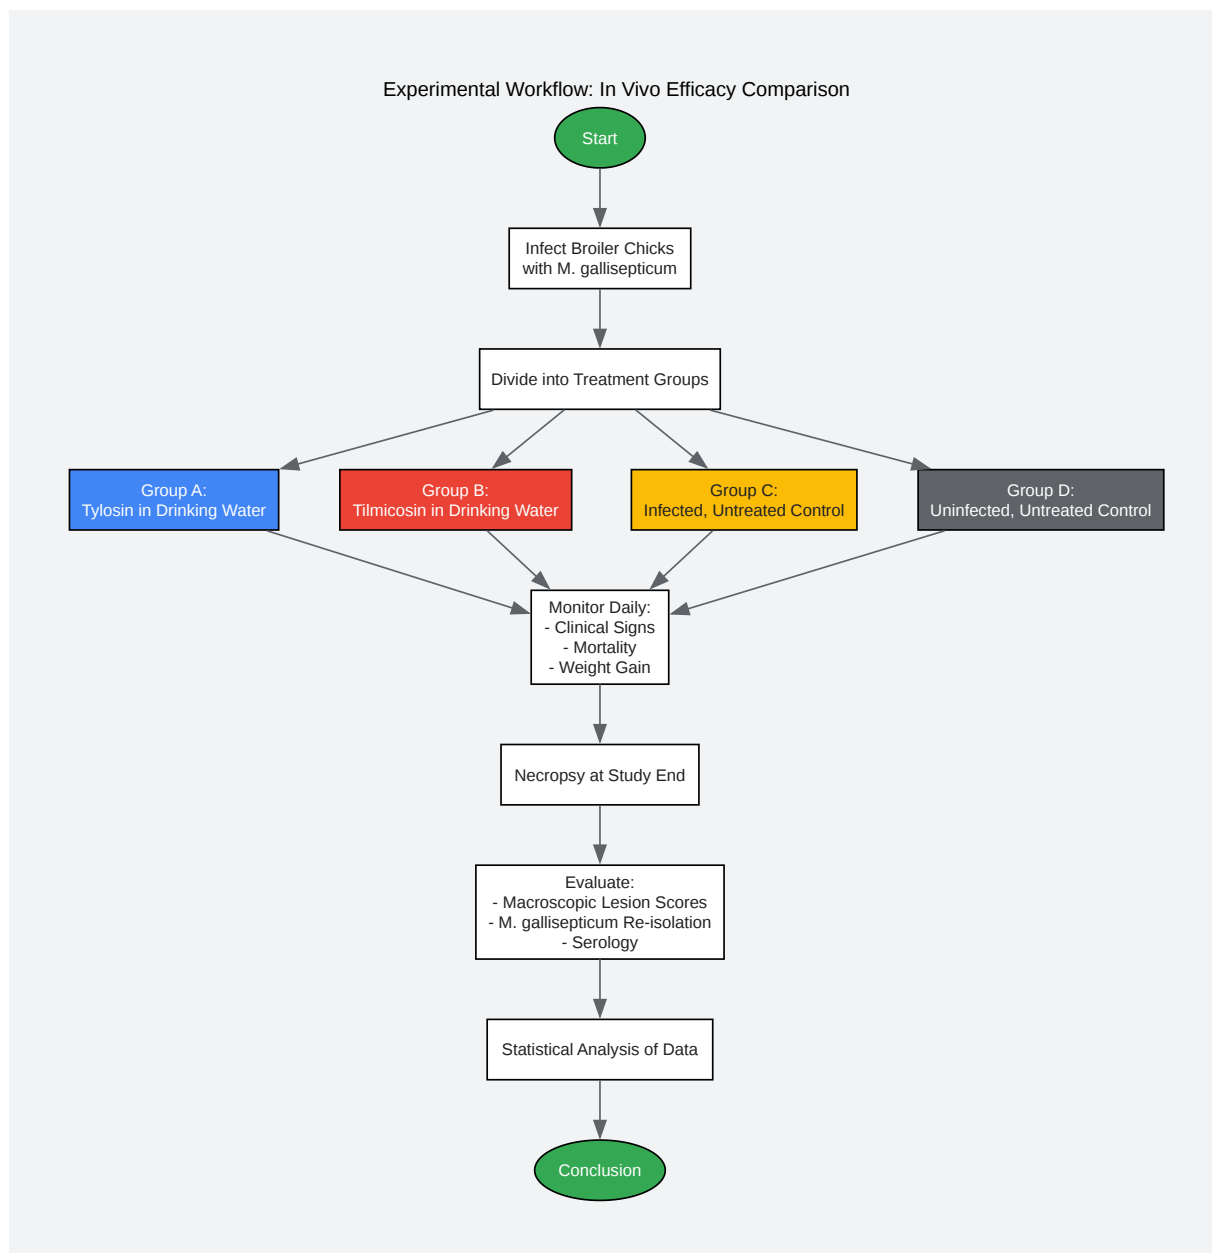 Experimental Workflow: In Vivo Efficacy Comparison
Start
Infect Broiler Chicks
with M. gallisepticum
Divide into Treatment Groups
Group A:
Tylosin in Drinking Water
Group B:
Tilmicosin in Drinking Water
Group C:
Infected, Untreated Control
Group D:
Uninfected, Untreated Control
Monitor Daily:
- Clinical Signs
- Mortality
- Weight Gain
Necropsy at Study End
Evaluate:
- Macroscopic Lesion Scores
- M. gallisepticum Re-isolation
- Serology
Statistical Analysis of Data
Conclusion